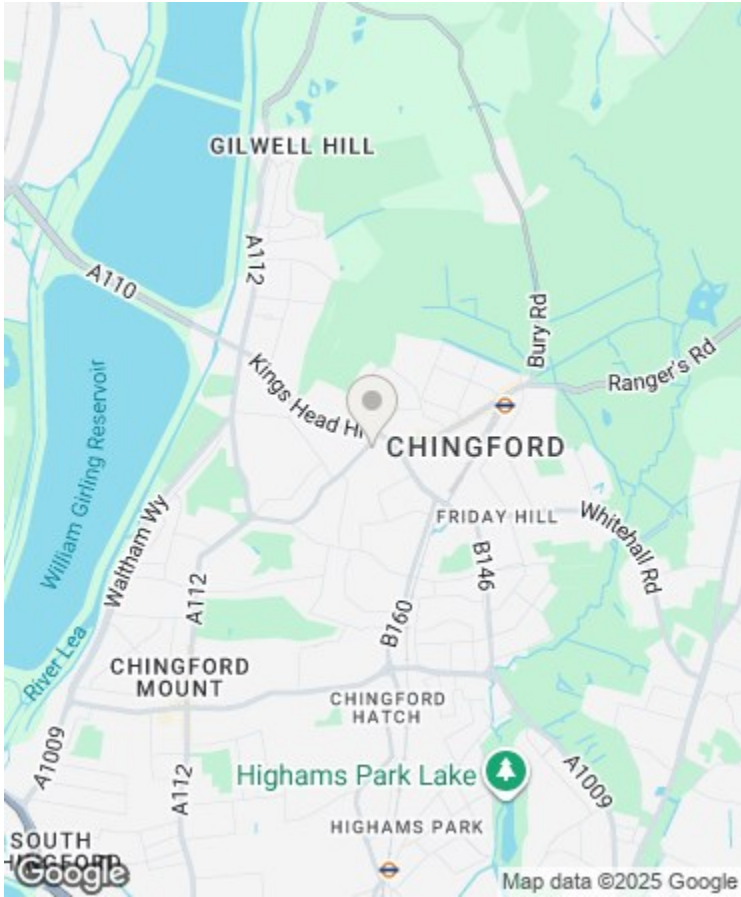 GILWELL HILL
A112
A110
Bury Rd
Ranger's Rd
Kings Head Hi
CHINGFORD
William Girling Reservoir
Waltham Wy
FRIDAY HILL
Whitehall Rd
B146
A112
B160
River Lea
CHINGFORD
MOUNT
CHINGFORD
HATCH
A1009
Highams Park Lake
A1009
A112
HIGHAMS PARK
SOUTH
Google
Map data ©2025 Google